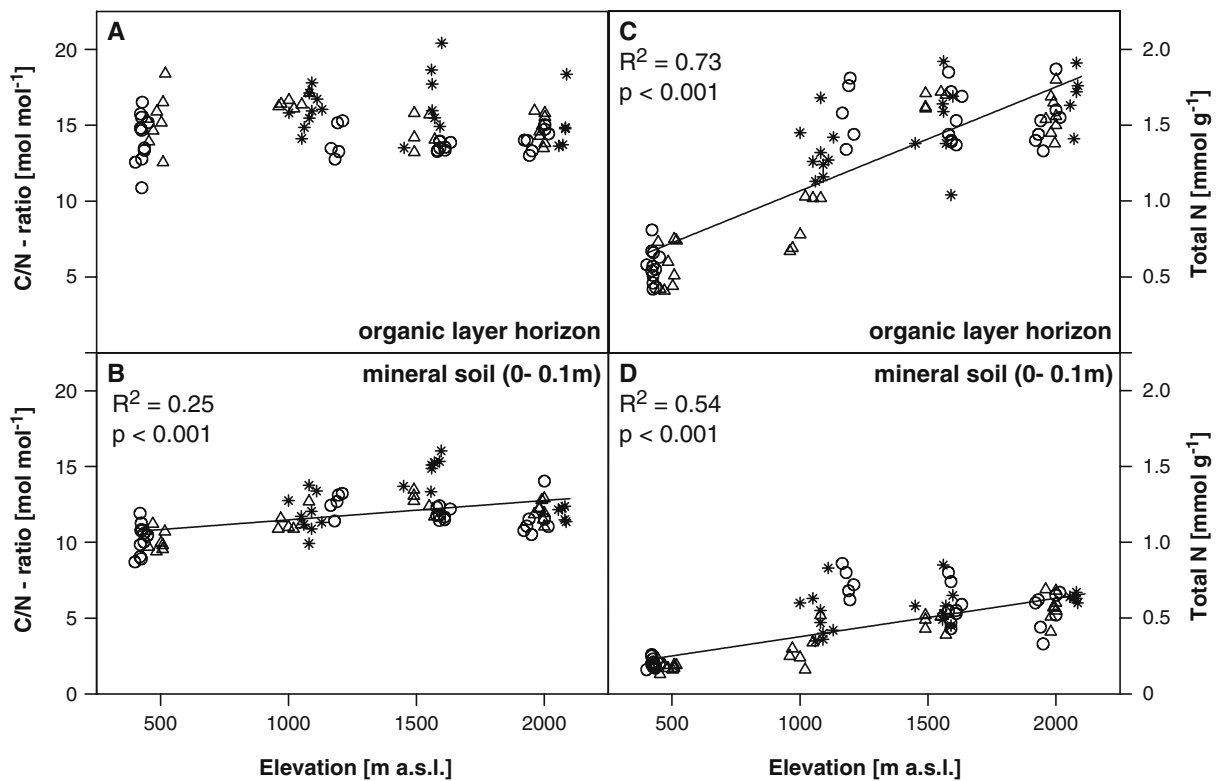 A
C
R² = 0.73
p < 0.001
20
15
10
5
C/N - ratio [mol mol⁻¹]
organic layer horizon
organic layer horizon
2.0
1.5
1.0
0.5
Total N [mmol g⁻¹]
B
mineral soil (0- 0.1m)
R² = 0.25
p < 0.001
D
mineral soil (0- 0.1m)
R² = 0.54
p < 0.001
20
15
10
5
0
C/N - ratio [mol mol⁻¹]
2.0
1.5
1.0
0.5
0
Total N [mmol g⁻¹]
500 1000 1500 2000
500 1000 1500 2000
Elevation [m a.s.l.]
Elevation [m a.s.l.]